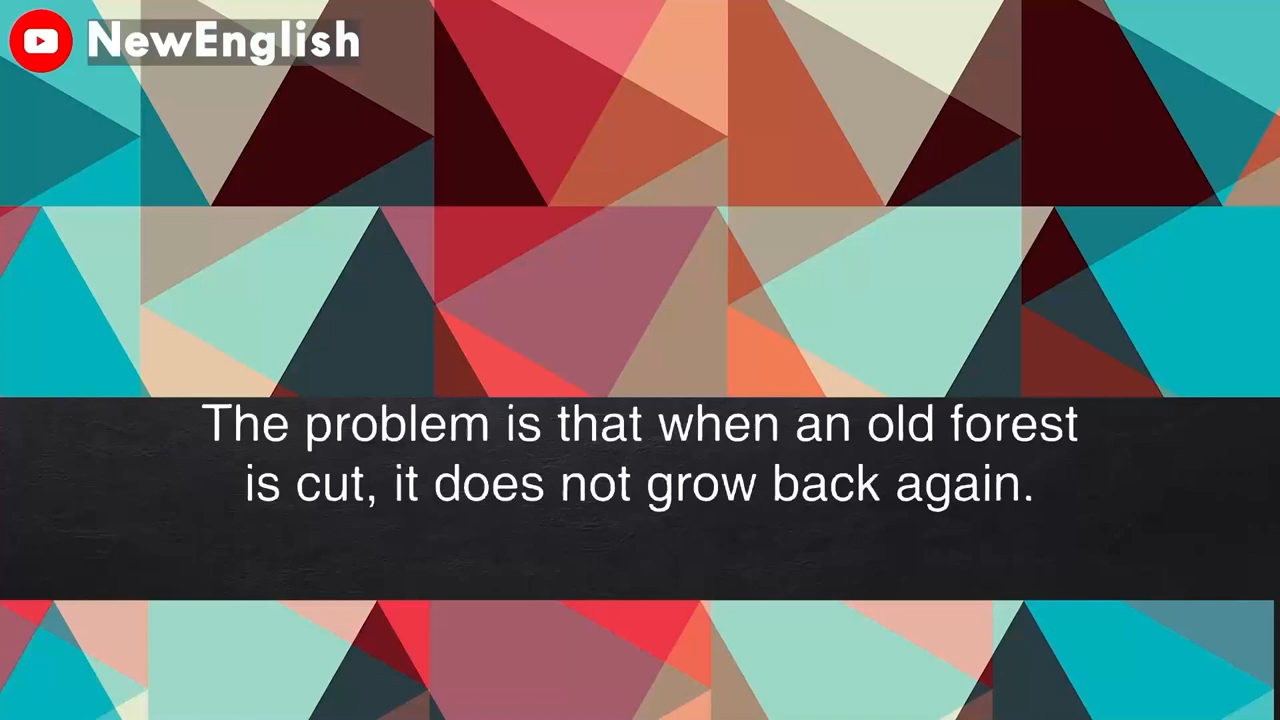 NewEnglish
The problem is that when an old forest
is cut, it does not grow back again.